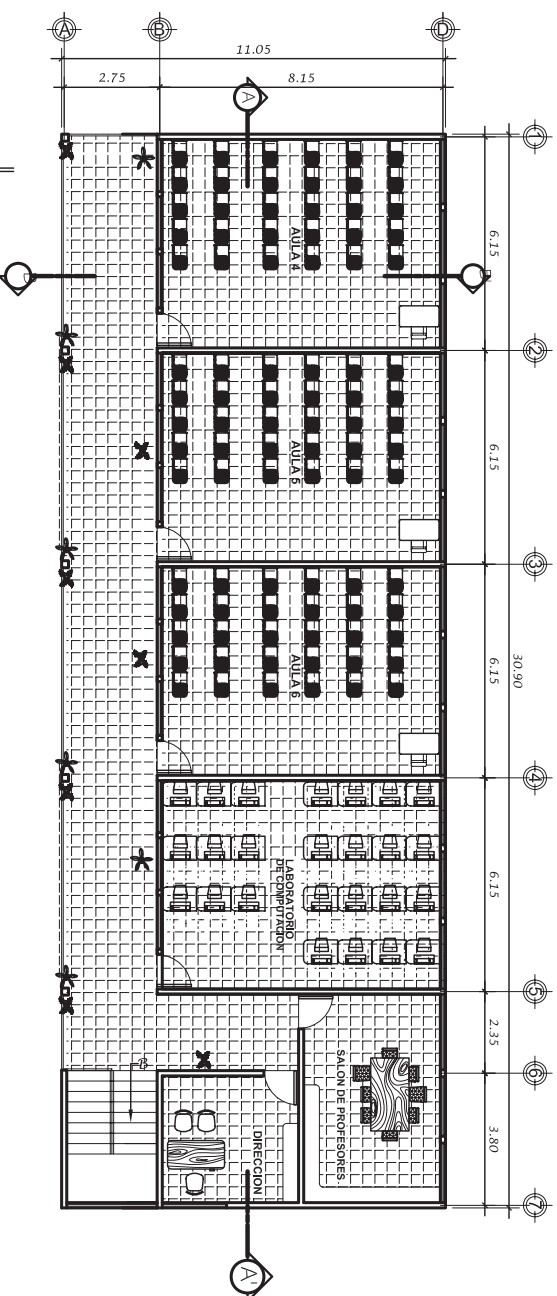 A
B
D
11.05
2.75
8.15
A
1
2
3
4
5
6
7
6.15
6.15
6.15
6.15
2.35
3.80
30.90
AULA 4
AULA 5
AULA 6
LABORATORIO
DE COMPUTACION
SALON DE PROFESORES.
DIRECCION
B
A'